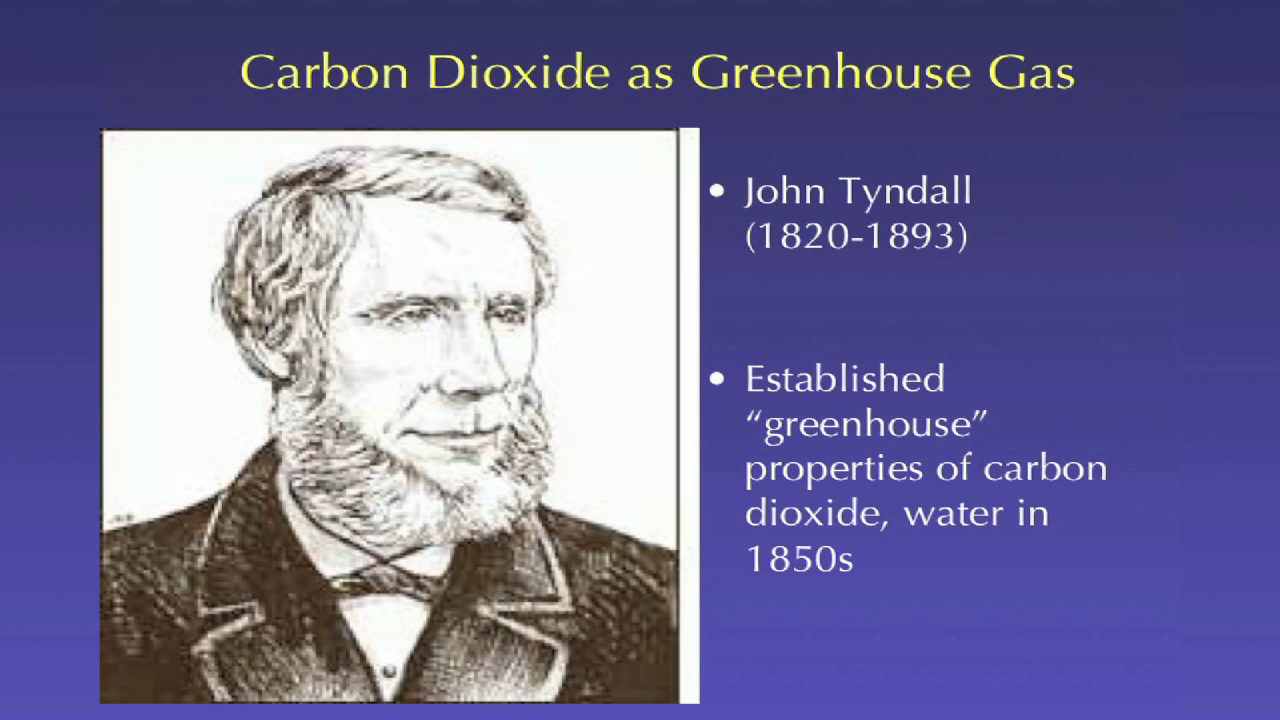 Carbon Dioxide as Greenhouse Gas
• John Tyndall
(1820-1893)
• Established
“greenhouse”
properties of carbon
dioxide, water in
1850s